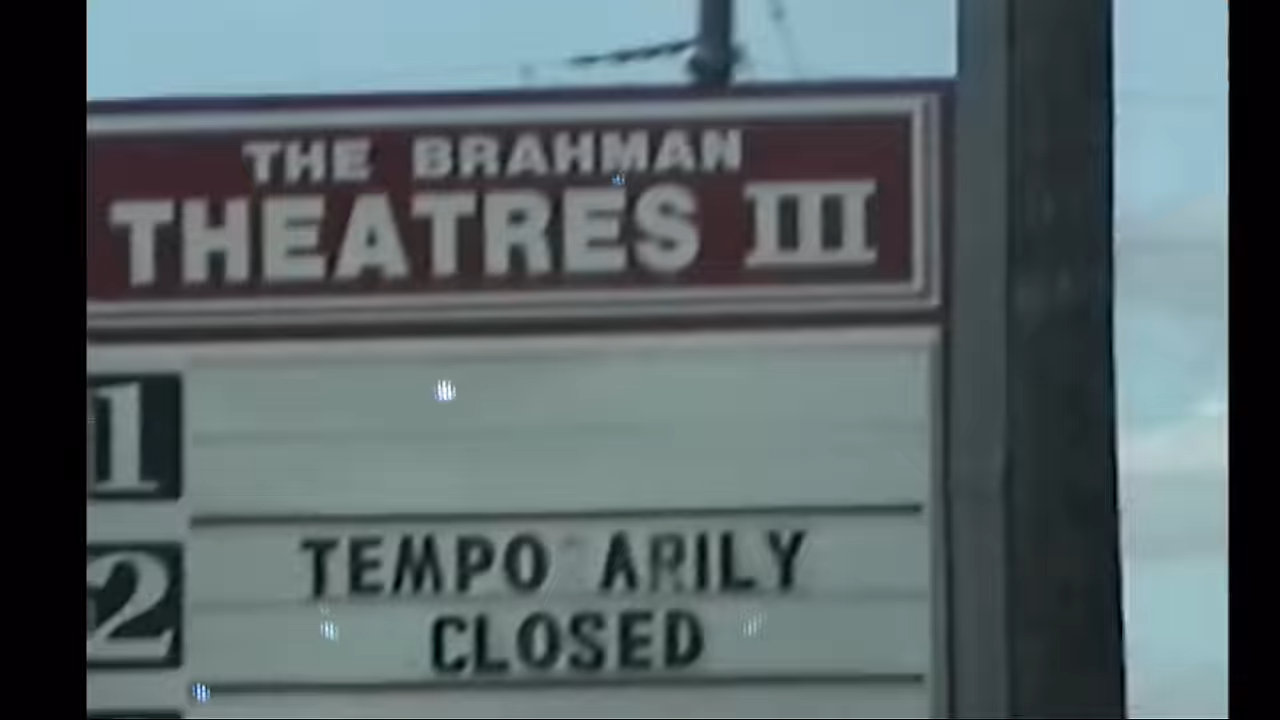 THE BRAHMAN
THEATRES III
1
2
TEMPO ARILY
CLOSED